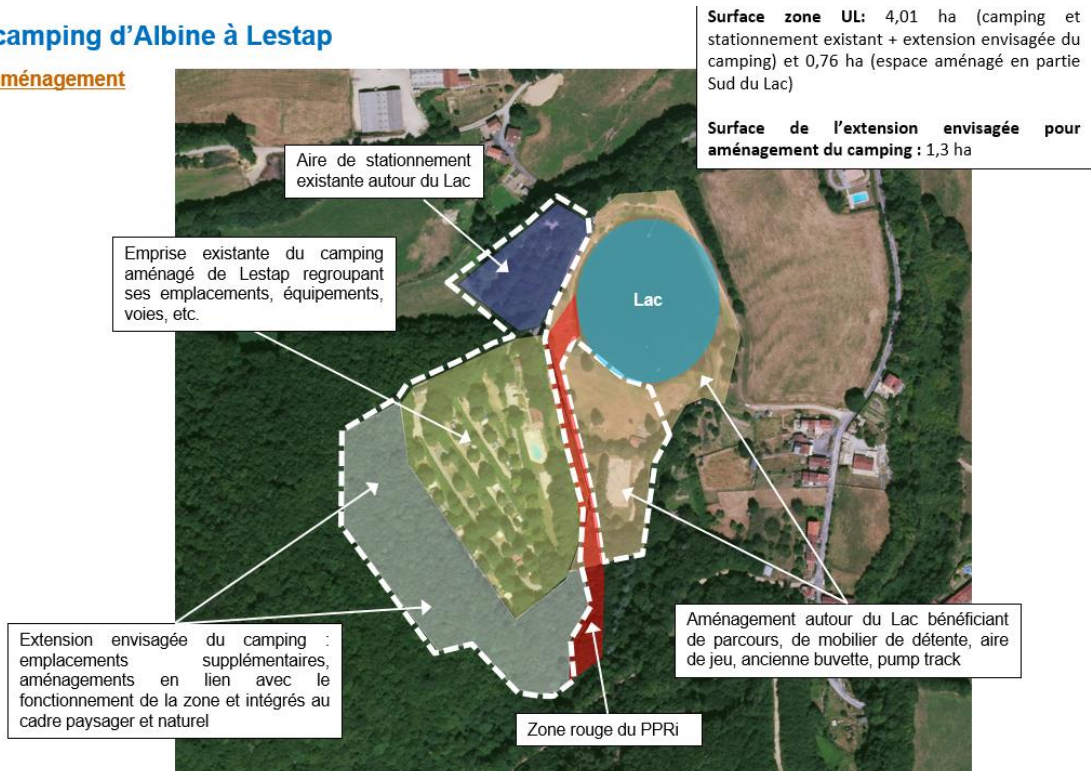 camping d’Albine à Lestap
ménagement
Surface zone UL: 4,01 ha (camping et
stationnement existant + extension envisagée du
camping) et 0,76 ha (espace aménagé en partie
Sud du Lac)
Surface de l’extension envisagée pour
aménagement du camping : 1,3 ha
Aire de stationnement
existante autour du Lac
Emprise existante du camping
aménagé de Lestap regroupant
ses emplacements, équipements,
voies, etc.
Lac
Extension envisagée du camping :
emplacements supplémentaires,
aménagements en lien avec le
fonctionnement de la zone et intégrés au
cadre paysager et naturel
Aménagement autour du Lac bénéficiant
de parcours, de mobilier de détente, aire
de jeu, ancienne buvette, pump track
Zone rouge du PPRi